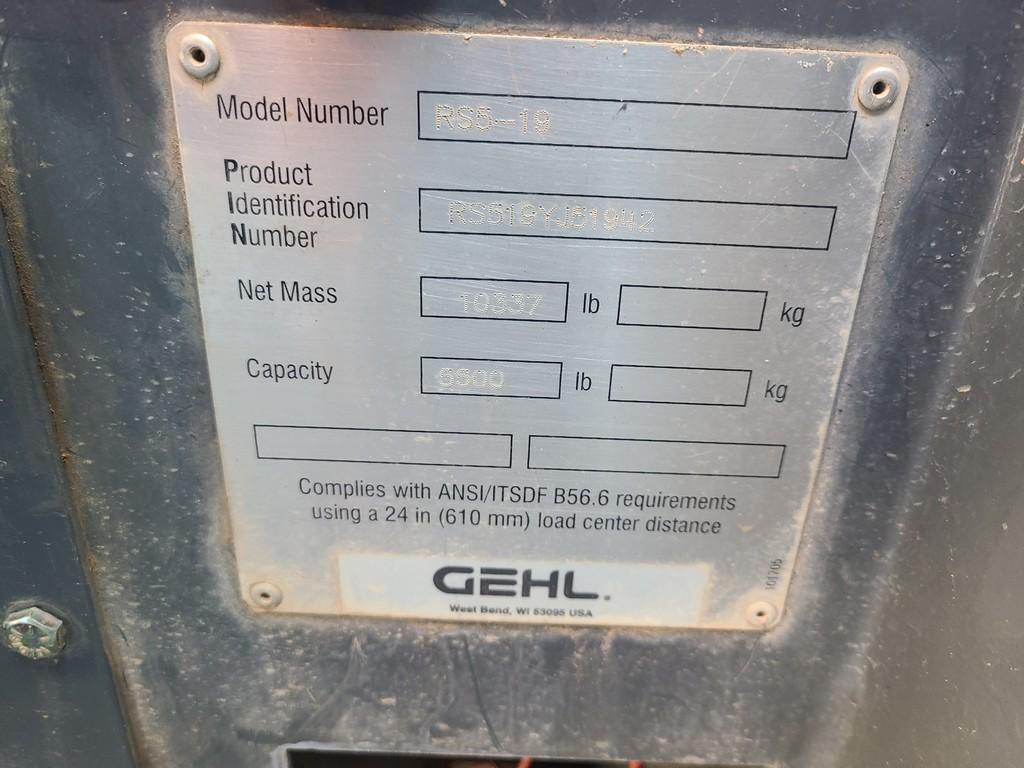 Model Number RS5-19
Product
Identification
Number RS519YJ51942
Net Mass 10337 lb kg
Capacity 5500 lb kg
Complies with ANSI/ITSDF B56.6 requirements
using a 24 in (610 mm) load center distance
GEHL®
West Bend, WI 53095 USA